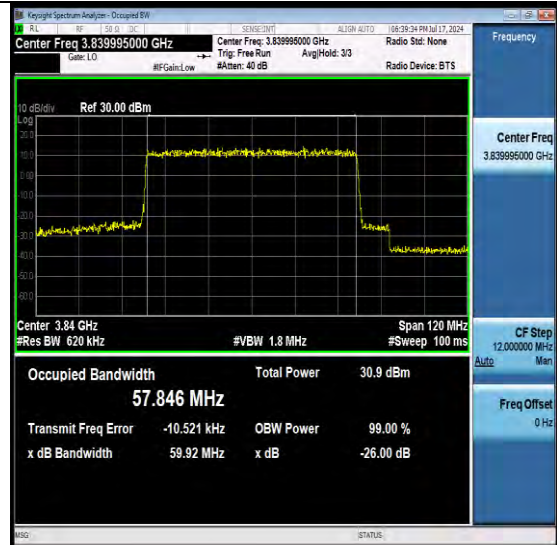 Keysight Spectrum Analyzer - Occupied BW
RL RF 50 Ω DC SENSE:INT ALIGN AUTO 06:39:34 PM Jul 17, 2024
Center Freq 3.839995000 GHz
Center Freq: 3.839995000 GHz
Radio Std: None
Gate: LO
Trig: Free Run Avg|Hold: 3/3
#IFGain:Low
#Atten: 40 dB
Radio Device: BTS
Frequency
10 dB/div Ref 30.00 dBm
Log
20.0
10.0
0.00
-10.0
-20.0
-30.0
-40.0
-50.0
-60.0
Center Freq
3.839995000 GHz
Center 3.84 GHz
Span 120 MHz
#Res BW 620 kHz
#VBW 1.8 MHz
#Sweep 100 ms
CF Step
12.000000 MHz
Auto Man
Freq Offset
0 Hz
Occupied Bandwidth
57.846 MHz
Total Power 30.9 dBm
Transmit Freq Error -10.521 kHz
OBW Power 99.00 %
x dB Bandwidth 59.92 MHz
x dB -26.00 dB
MSG
STATUS